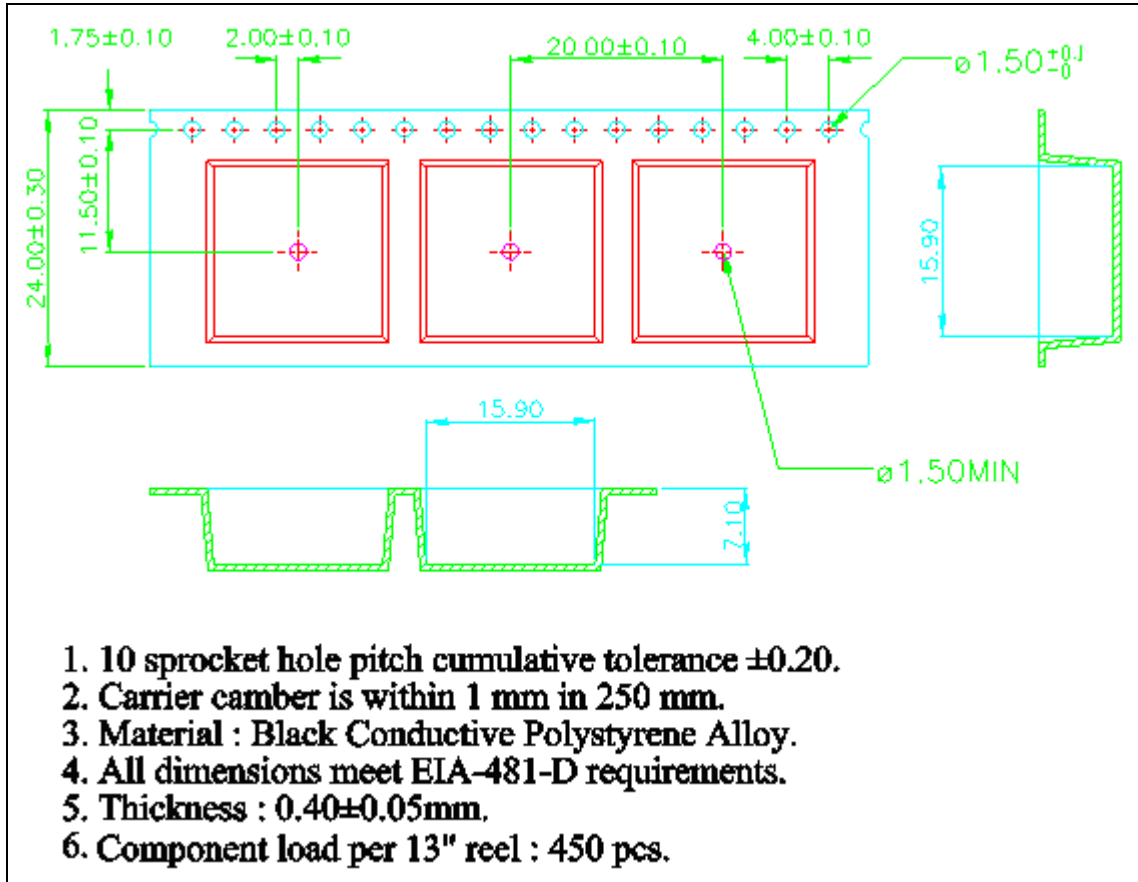 1.75±0.10 2.00±0.10 20.00±0.10 4.00±0.10
ø1.50
24.00±0.30
11.50±0.10
15.90
15.90
ø1.50MIN
7.10
1. 10 sprocket hole pitch cumulative tolerance ±0.20.
2. Carrier camber is within 1 mm in 250 mm.
3. Material : Black Conductive Polystyrene Alloy.
4. All dimensions meet EIA-481-D requirements.
5. Thickness : 0.40±0.05mm.
6. Component load per 13" reel : 450 pcs.